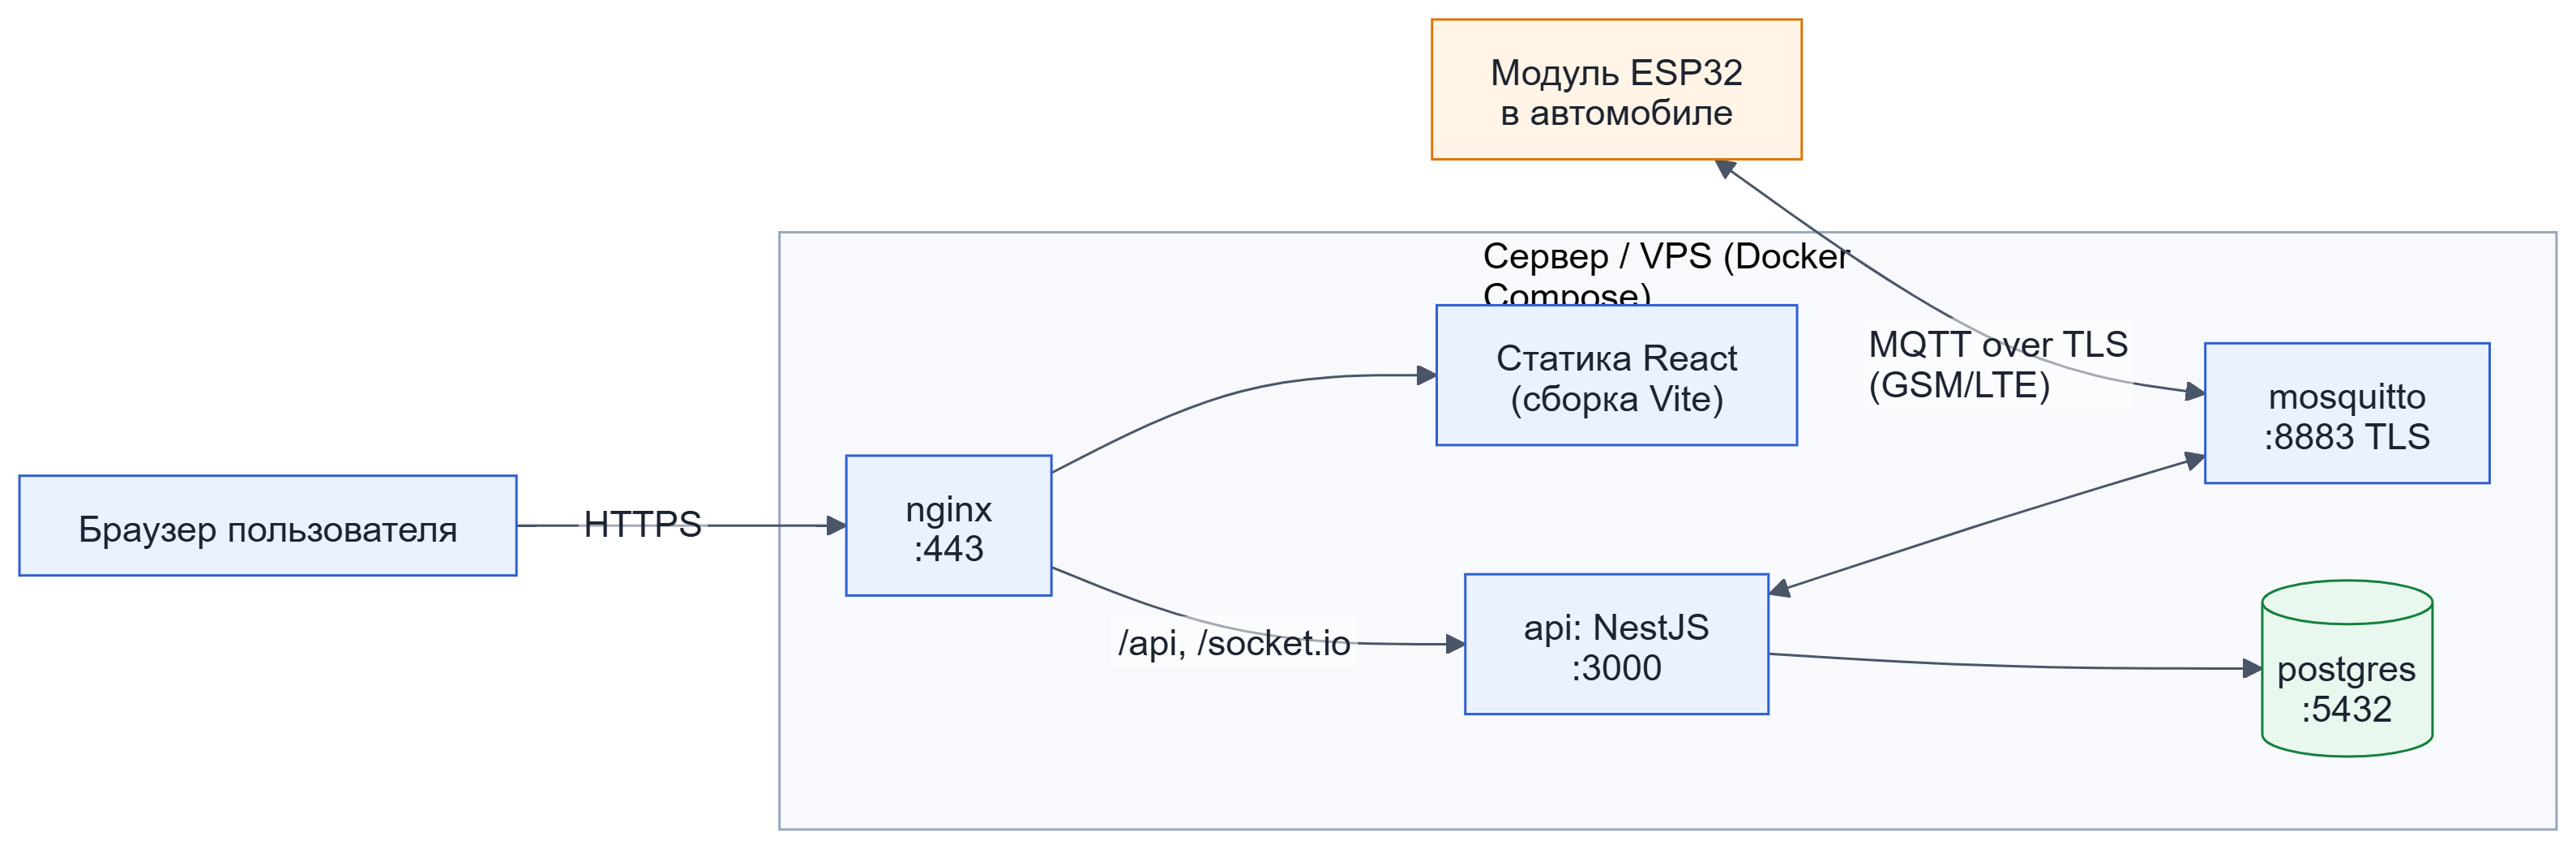 Модуль ESP32
в автомобиле
Сервер / VPS (Docker
Compose)
Статика React
(сборка Vite)
MQTT over TLS
(GSM/LTE)
mosquitto
:8883 TLS
Браузер пользователя
HTTPS
nginx
:443
/api, /socket.io
api: NestJS
:3000
postgres
:5432